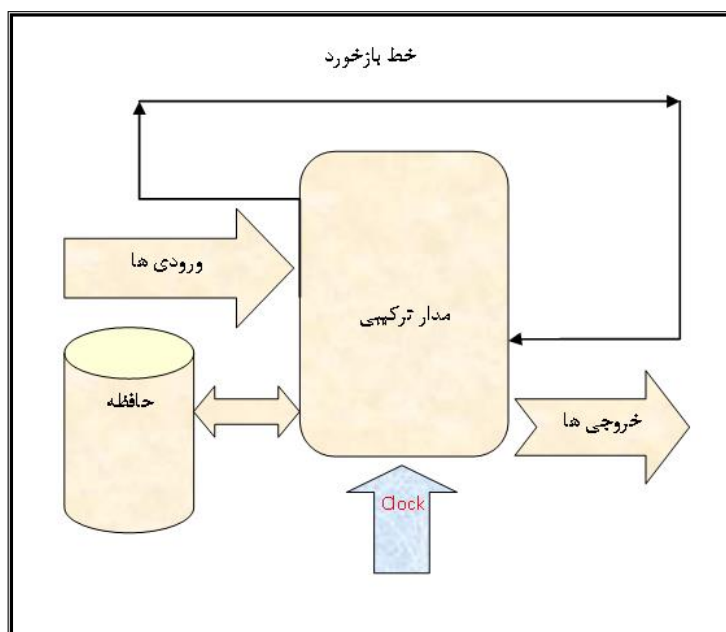 خط بازخورد
ورودی ها
مدار ترکیبی
حافظه
خروجی ها
Clock